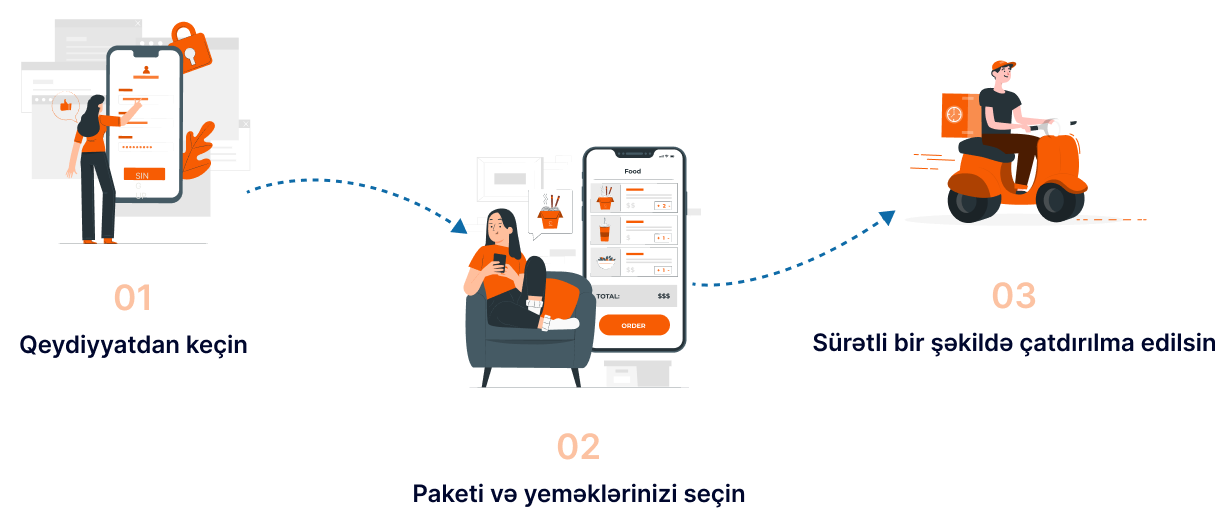 SIN
UP
01
Qeydiyyatdan keçin
Food
$$
+ 2 -
$
+ 1 -
$$
+ 1 -
TOTAL: $$$
ORDER
02
Paketi və yeməklərinizi seçin
03
Sürətli bir şəkildə çatdırılma edilsin